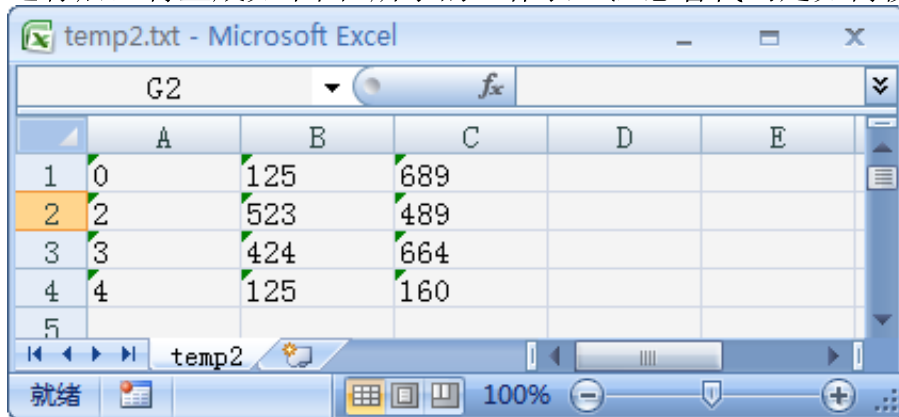 temp2.txt - Microsoft Excel
G2 fx
A B C D E
1 0 125 689
2 2 523 489
3 3 424 664
4 4 125 160
5
temp2
就绪 100%